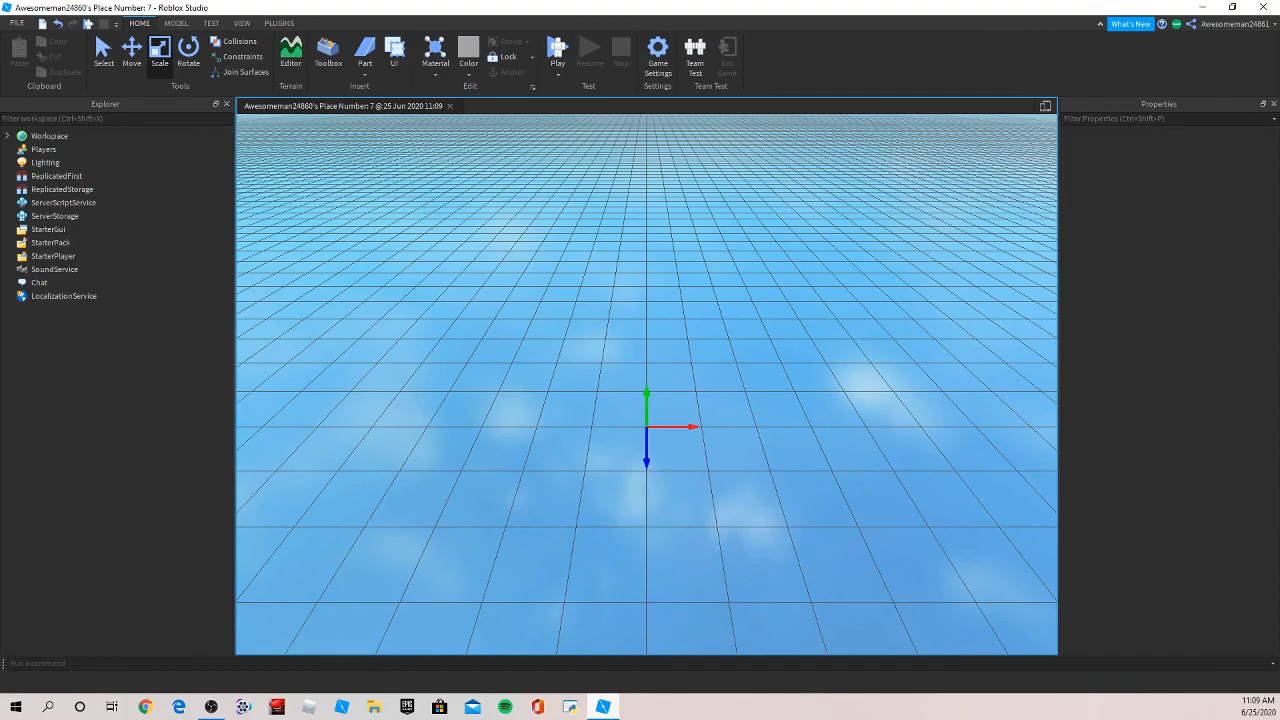 Awesomeman24860's Place Number: 7 - Roblox Studio
FILE HOME MODEL TEST VIEW PLUGINS What's New Awesomeman24861
Paste Copy Cut Duplicate
Clipboard
Select Move Scale Rotate
Collisions
Constraints
Join Surfaces
Tools
Editor
Terrain
Toolbox Part UI
Insert
Material Color
Group
Lock
Anchor
Edit
Play Resume Stop
Test
Game Settings
Settings
Team Test Exit Game
Team Test
Explorer
Filter workspace (Ctrl+Shift+X)
Workspace
Players
Lighting
ReplicatedFirst
ReplicatedStorage
ServerScriptService
ServerStorage
StarterGui
StarterPack
StarterPlayer
SoundService
Chat
LocalizationService
Awesomeman24860's Place Number: 7 @ 25 Jun 2020 11:09
Properties
Filter Properties (Ctrl+Shift+P)
Run a command
EPIC GAMES
11:09 AM
6/25/2020